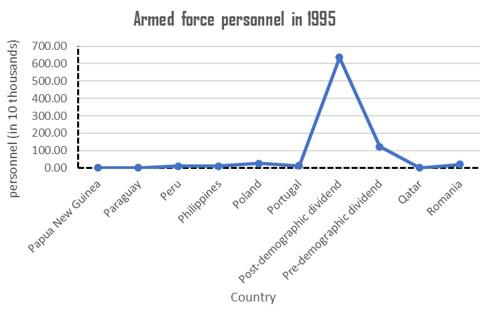 Armed force personnel in 1995
personnel (in 10 thousands)
700.00
600.00
500.00
400.00
300.00
200.00
100.00
0.00
Papua New Guinea
Paraguay
Peru
Philippines
Poland
Portugal
Post-demographic dividend
Pre-demographic dividend
Qatar
Romania
Country